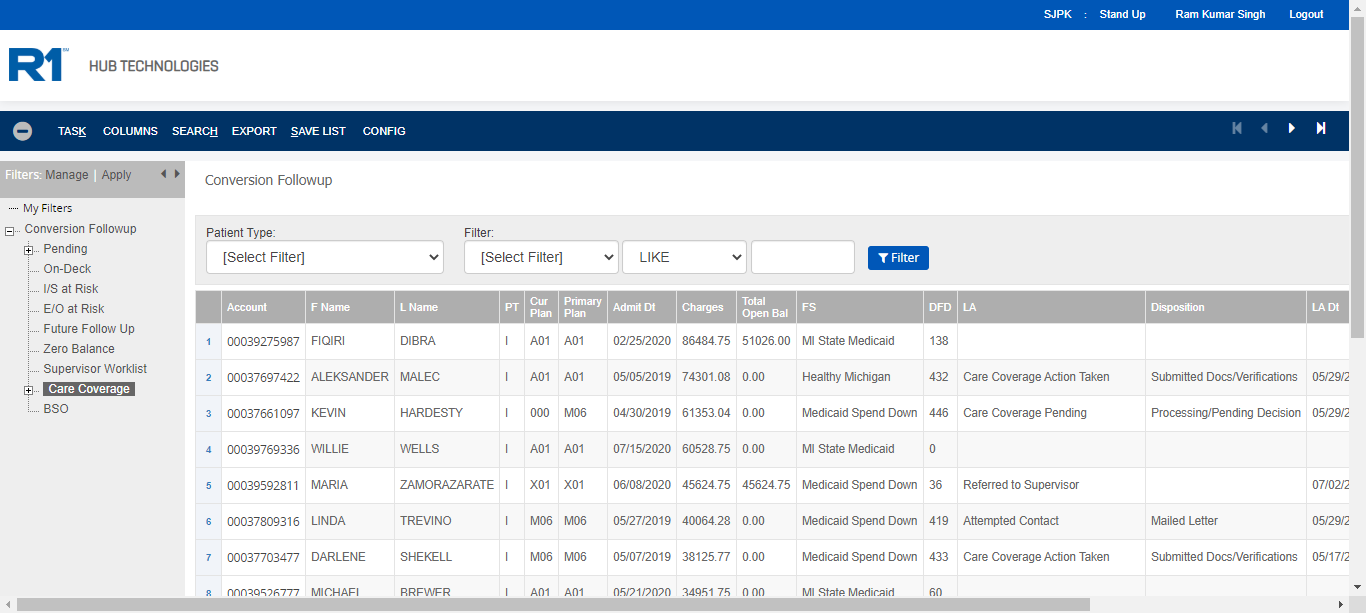 SJPK : Stand Up Ram Kumar Singh Logout
R1 HUB TECHNOLOGIES
TASK COLUMNS SEARCH EXPORT SAVE LIST CONFIG
Filters: Manage | Apply
My Filters
Conversion Followup
Pending
On-Deck
I/S at Risk
E/O at Risk
Future Follow Up
Zero Balance
Supervisor Worklist
Care Coverage
BSO
Conversion Followup
Patient Type: Filter:
[Select Filter] [Select Filter] LIKE Filter
Account F Name L Name PT Cur Plan Primary Plan Admit Dt Charges Total Open Bal FS DFD LA Disposition LA Dt
1 00039275987 FIQIRI DIBRA I A01 A01 02/25/2020 86484.75 51026.00 MI State Medicaid 138
2 00037697422 ALEKSANDER MALEC I A01 A01 05/05/2019 74301.08 0.00 Healthy Michigan 432 Care Coverage Action Taken Submitted Docs/Verifications 05/29/2
3 00037661097 KEVIN HARDESTY I 000 M06 04/30/2019 61353.04 0.00 Medicaid Spend Down 446 Care Coverage Pending Processing/Pending Decision 05/29/2
4 00039769336 WILLIE WELLS I A01 A01 07/15/2020 60528.75 0.00 MI State Medicaid 0
5 00039592811 MARIA ZAMORAZARATE I X01 X01 06/08/2020 45624.75 45624.75 Medicaid Spend Down 36 Referred to Supervisor 07/02/2
6 00037809316 LINDA TREVINO I M06 M06 05/27/2019 40064.28 0.00 Medicaid Spend Down 419 Attempted Contact Mailed Letter 05/29/2
7 00037703477 DARLENE SHEKELL I M06 M06 05/07/2019 38125.77 0.00 Medicaid Spend Down 433 Care Coverage Action Taken Submitted Docs/Verifications 05/17/2
8 00039526777 MICHAEL BREWER I A01 A01 05/21/2020 34951.75 0.00 MI State Medicaid 60